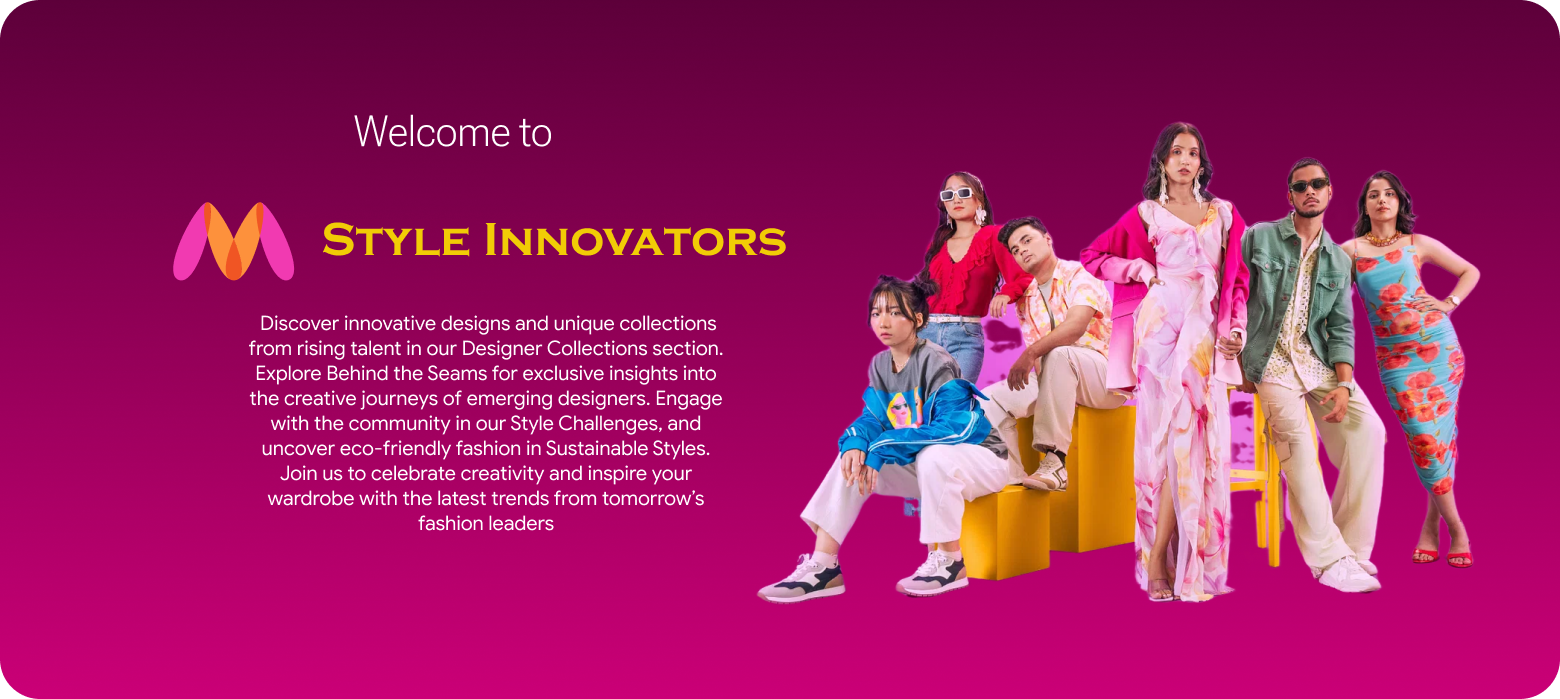 Welcome to
STYLE INNOVATORS
Discover innovative designs and unique collections
from rising talent in our Designer Collections section.
Explore Behind the Seams for exclusive insights into
the creative journeys of emerging designers. Engage
with the community in our Style Challenges, and
uncover eco-friendly fashion in Sustainable Styles.
Join us to celebrate creativity and inspire your
wardrobe with the latest trends from tomorrow’s
fashion leaders